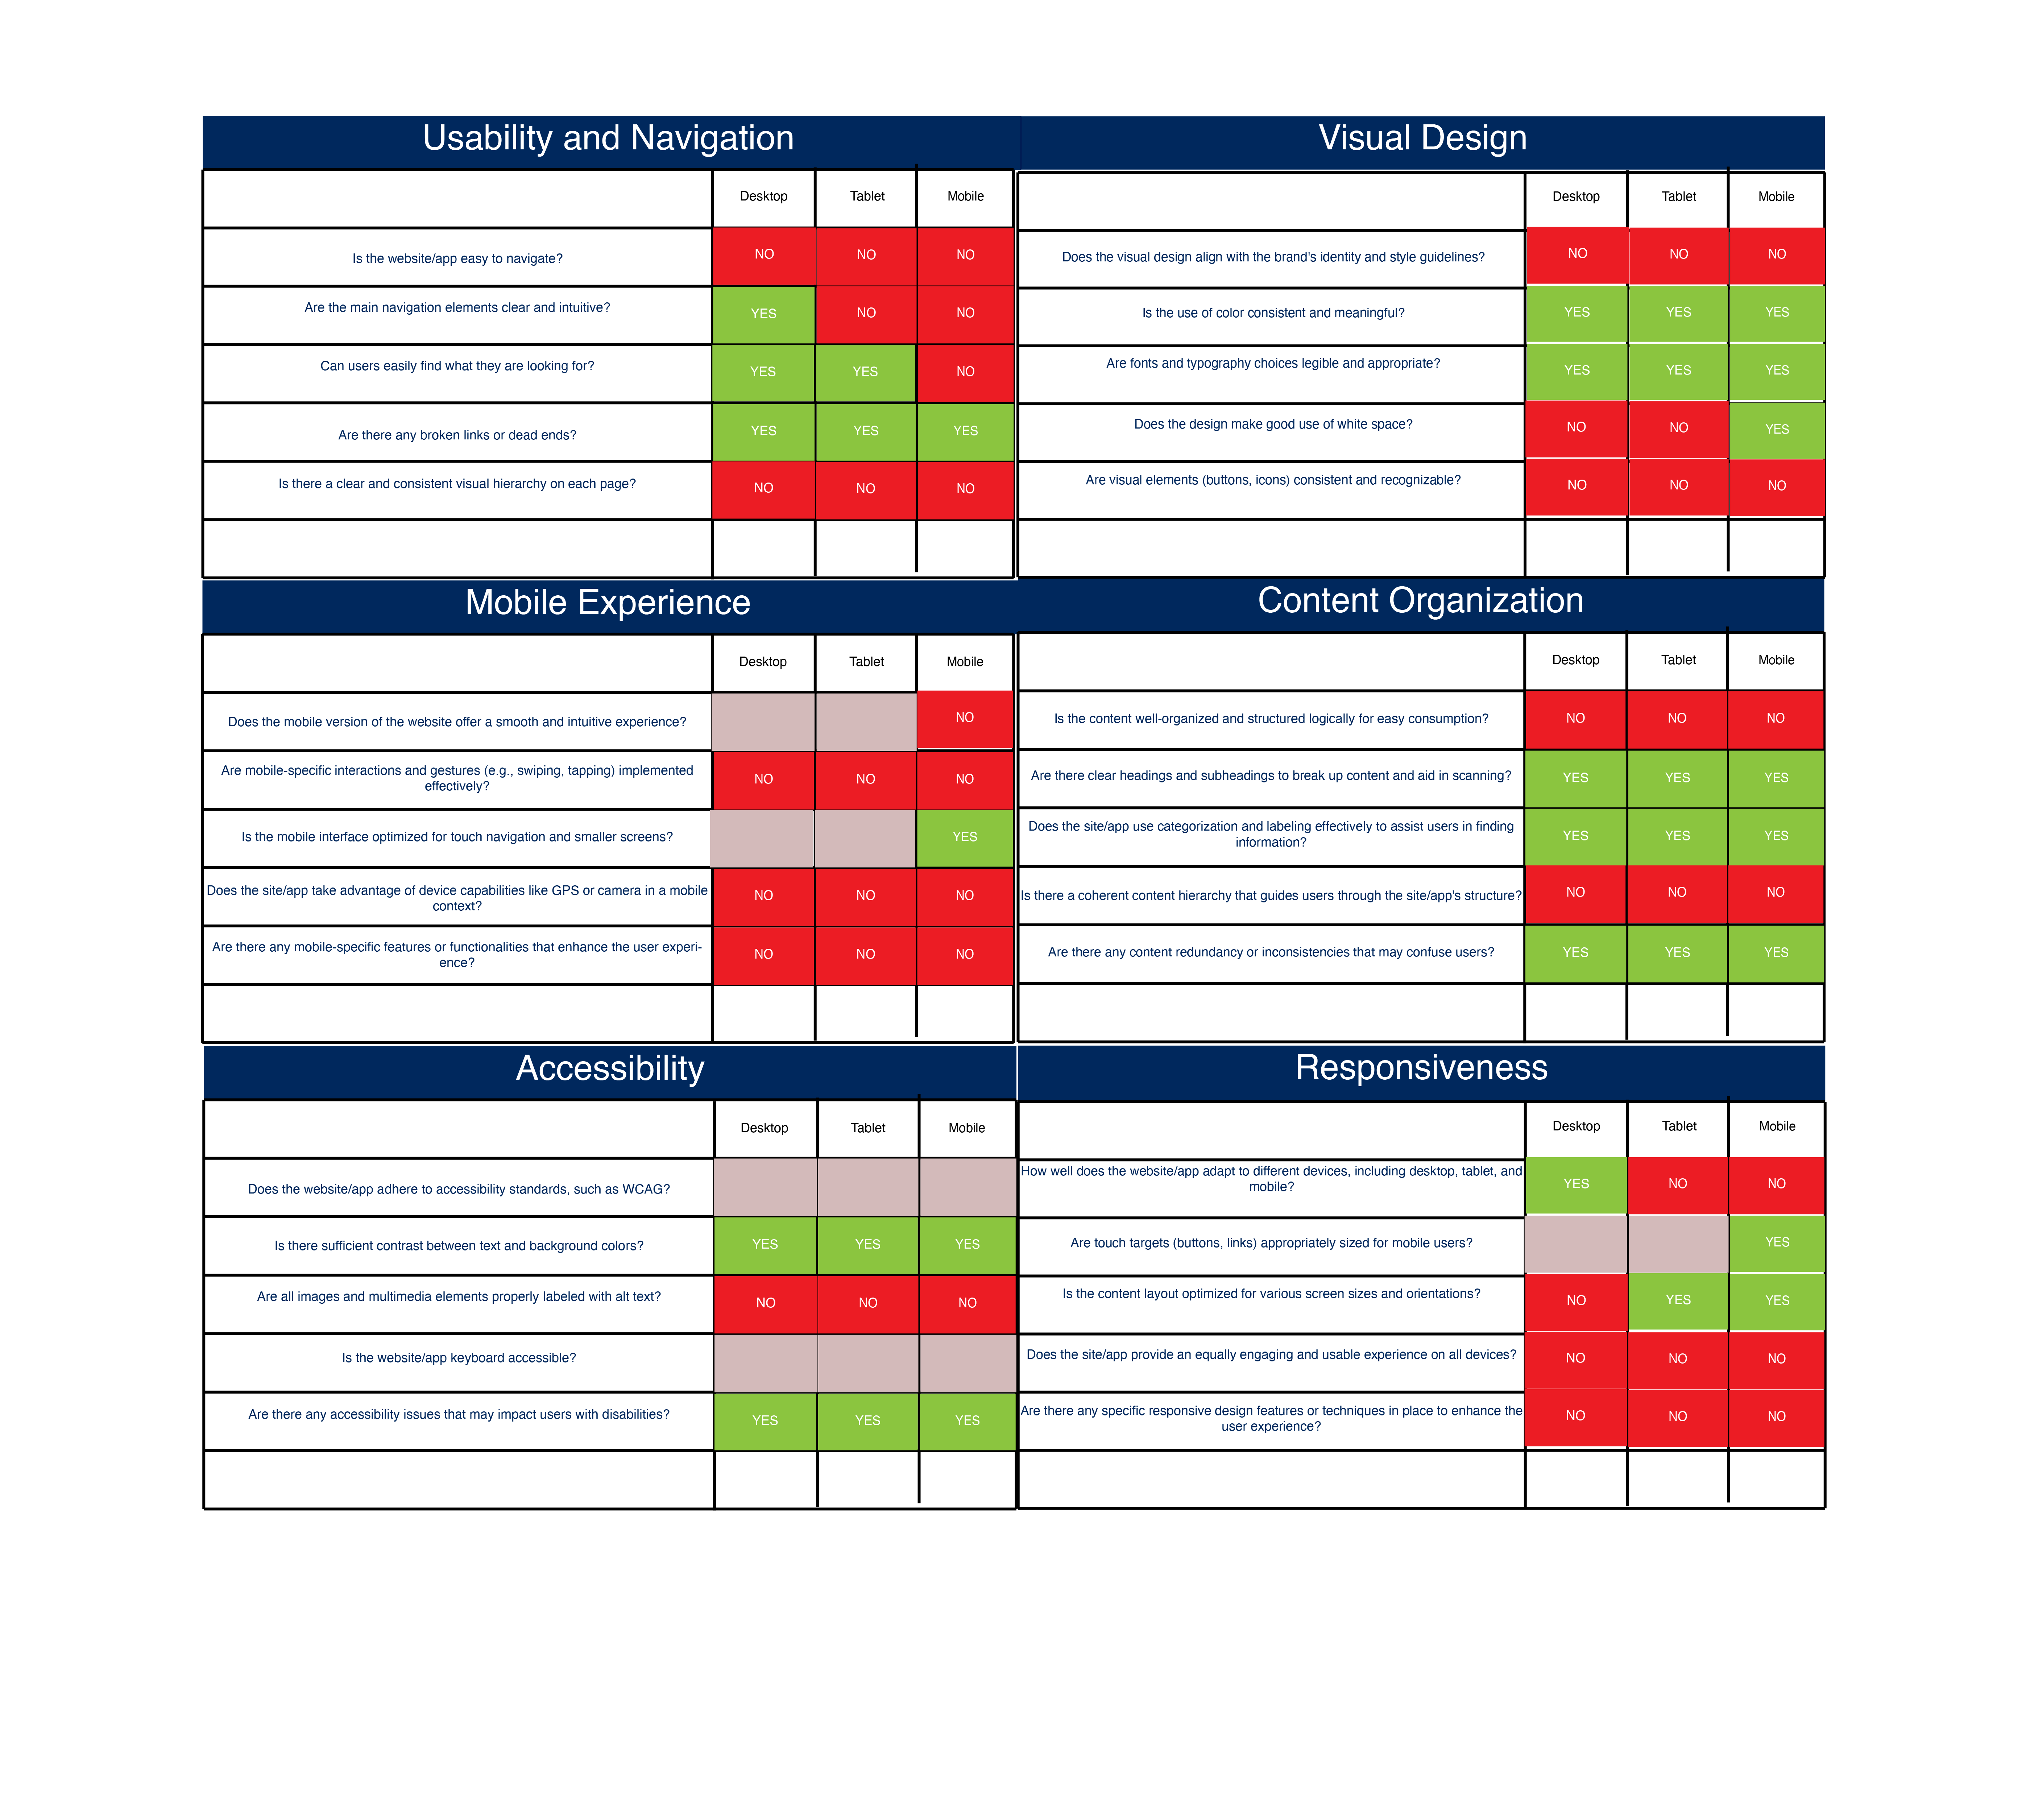 Usability and Navigation
Desktop Tablet Mobile
Is the website/app easy to navigate? NO NO NO
Are the main navigation elements clear and intuitive? YES NO NO
Can users easily find what they are looking for? YES YES NO
Are there any broken links or dead ends? YES YES YES
Is there a clear and consistent visual hierarchy on each page? NO NO NO
Visual Design
Desktop Tablet Mobile
Does the visual design align with the brand's identity and style guidelines? NO NO NO
Is the use of color consistent and meaningful? YES YES YES
Are fonts and typography choices legible and appropriate? YES YES YES
Does the design make good use of white space? NO NO YES
Are visual elements (buttons, icons) consistent and recognizable? NO NO NO
Mobile Experience
Desktop Tablet Mobile
Does the mobile version of the website offer a smooth and intuitive experience? NO
Are mobile-specific interactions and gestures (e.g., swiping, tapping) implemented
effectively? NO NO NO
Is the mobile interface optimized for touch navigation and smaller screens? YES
Does the site/app take advantage of device capabilities like GPS or camera in a mobile
context? NO NO NO
Are there any mobile-specific features or functionalities that enhance the user experi-
ence? NO NO NO
Content Organization
Desktop Tablet Mobile
Is the content well-organized and structured logically for easy consumption? NO NO NO
Are there clear headings and subheadings to break up content and aid in scanning? YES YES YES
Does the site/app use categorization and labeling effectively to assist users in finding
information? YES YES YES
Is there a coherent content hierarchy that guides users through the site/app's structure? NO NO NO
Are there any content redundancy or inconsistencies that may confuse users? YES YES YES
Accessibility
Desktop Tablet Mobile
Does the website/app adhere to accessibility standards, such as WCAG?
Is there sufficient contrast between text and background colors? YES YES YES
Are all images and multimedia elements properly labeled with alt text? NO NO NO
Is the website/app keyboard accessible?
Are there any accessibility issues that may impact users with disabilities? YES YES YES
Responsiveness
Desktop Tablet Mobile
How well does the website/app adapt to different devices, including desktop, tablet, and
mobile? YES NO NO
Are touch targets (buttons, links) appropriately sized for mobile users? YES
Is the content layout optimized for various screen sizes and orientations? NO YES YES
Does the site/app provide an equally engaging and usable experience on all devices? NO NO NO
Are there any specific responsive design features or techniques in place to enhance the
user experience? NO NO NO